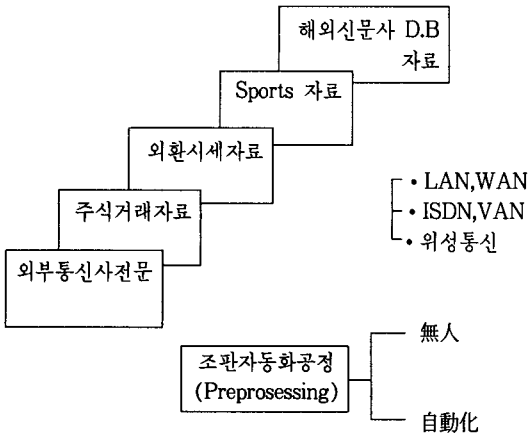 해외신문사 D.B
자료
Sports 자료
외환시세자료
주식거래자료
외부통신사전문
• LAN,WAN
• ISDN,VAN
• 위성통신
조판자동화공정
(Preprosessing)
無人
自動化